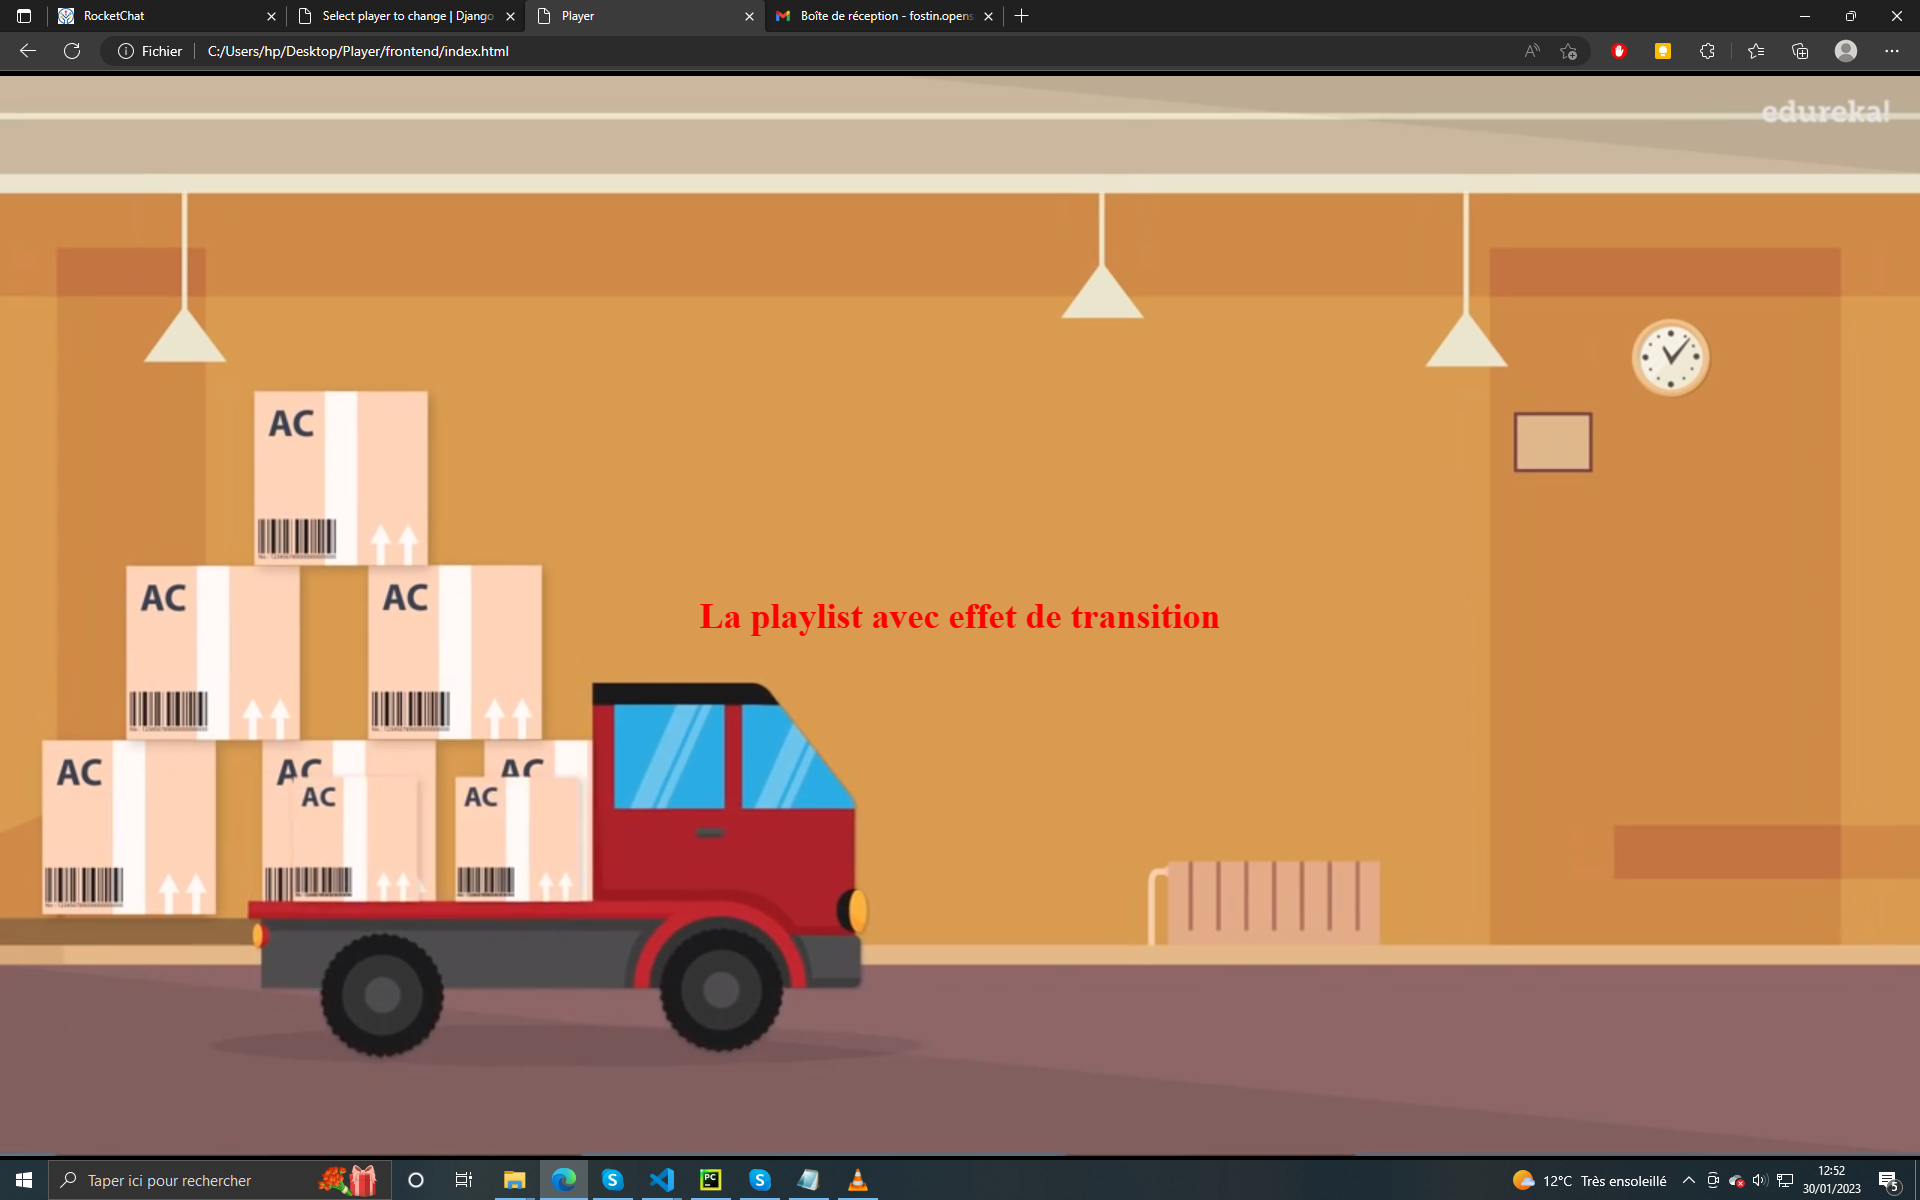 RocketChat
Select player to change | Django
Player
Boîte de réception - fostin.opens
Fichier
C:/Users/hp/Desktop/Player/frontend/index.html
edureka!
AC
AC
AC
La playlist avec effet de transition
AC
AC
AC
AC
AC
Taper ici pour rechercher
PC
12°C Très ensoleillé
12:52
30/01/2023
5